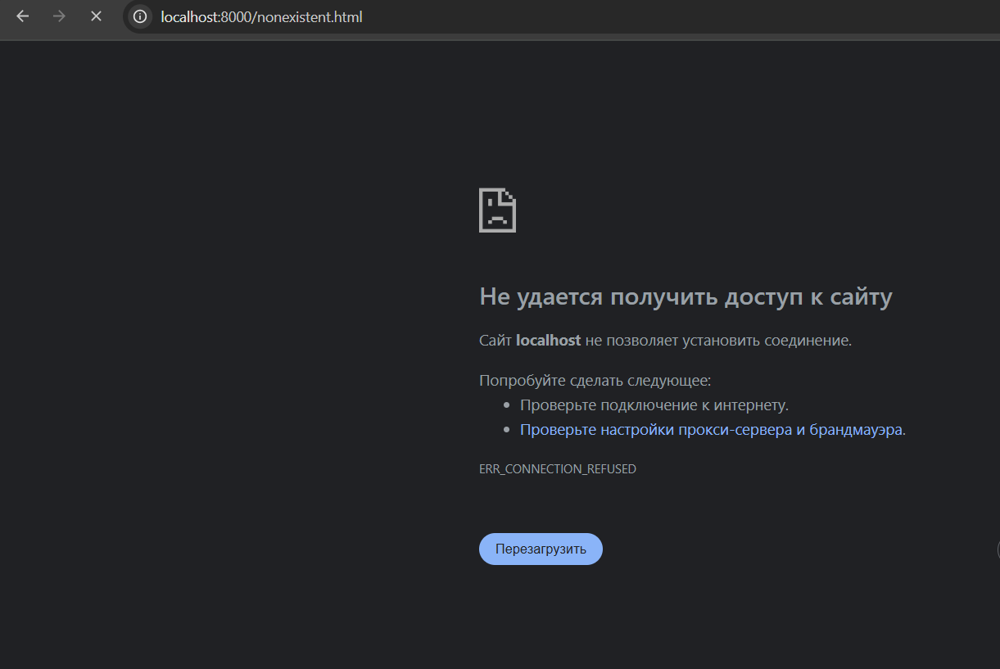 localhost:8000/nonexistent.html
Не удается получить доступ к сайту
Сайт localhost не позволяет установить соединение.
Попробуйте сделать следующее:
Проверьте подключение к интернету.
Проверьте настройки прокси-сервера и брандмауэра.
ERR_CONNECTION_REFUSED
Перезагрузить